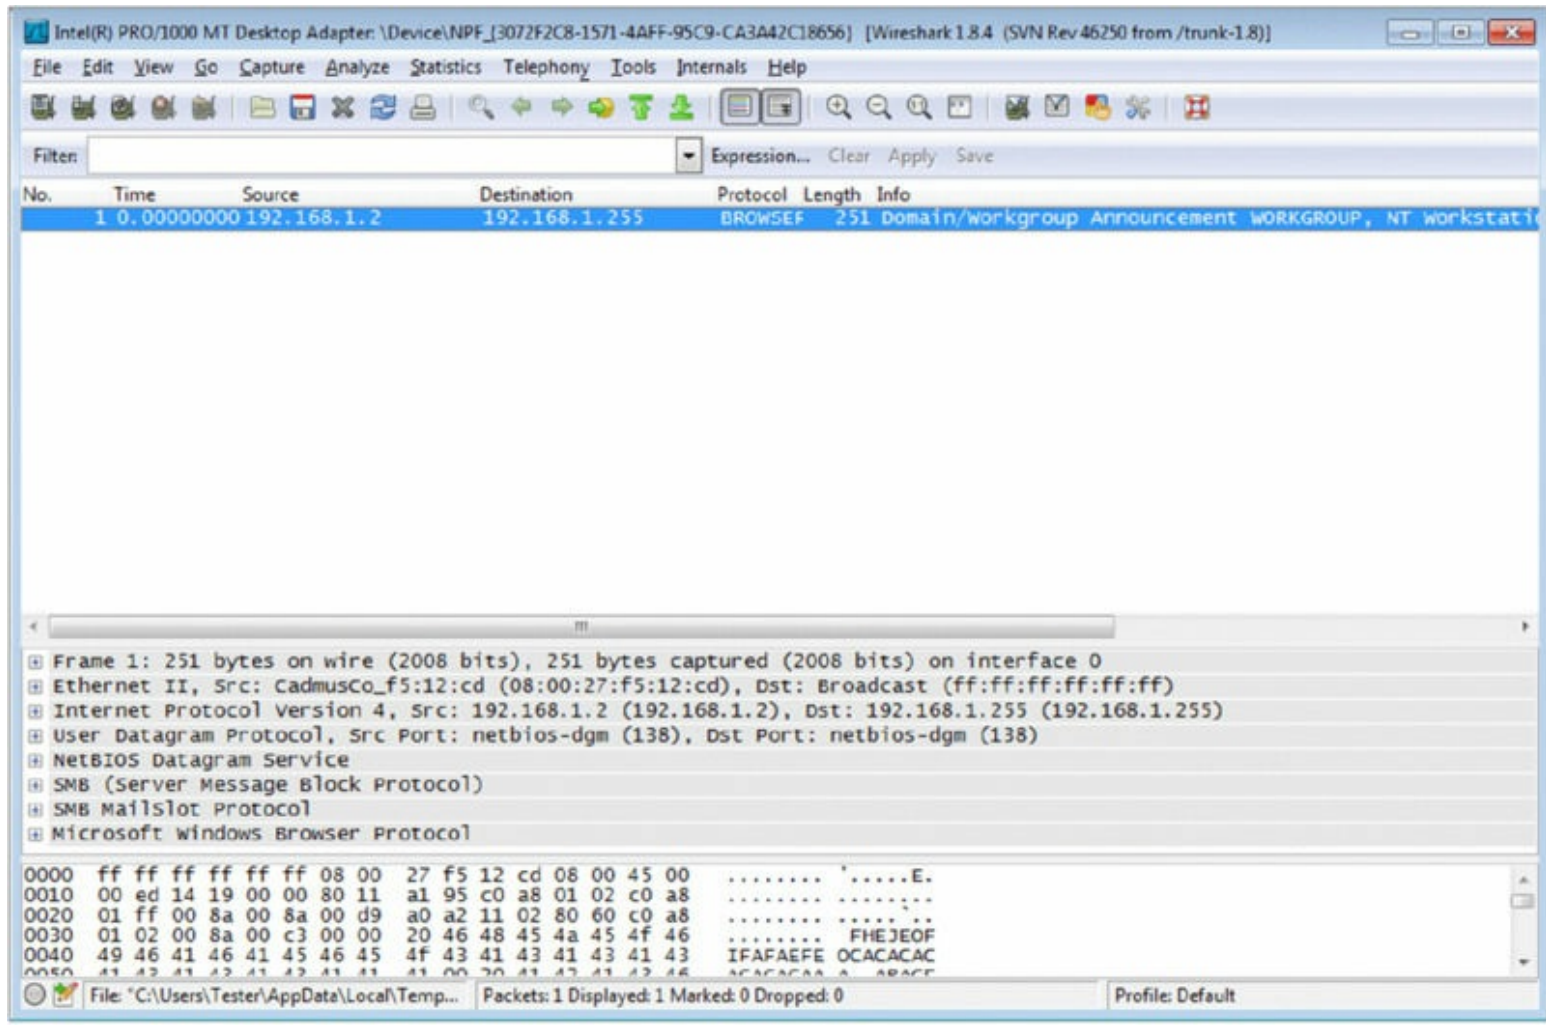 Intel(R) PRO/1000 MT Desktop Adapter: \Device\NPF_{3072F2C8-1571-4AFF-95C9-CA3A42C18656} [Wireshark 1.8.4 (SVN Rev 46250 from /trunk-1.8)]
File Edit View Go Capture Analyze Statistics Telephony Tools Internals Help
Filter: Expression... Clear Apply Save
No. Time Source Destination Protocol Length Info
1 0.00000000 192.168.1.2 192.168.1.255 BROWSER 251 Domain/Workgroup Announcement WORKGROUP, NT Workstati
Frame 1: 251 bytes on wire (2008 bits), 251 bytes captured (2008 bits) on interface 0
Ethernet II, Src: CadmusCo_f5:12:cd (08:00:27:f5:12:cd), Dst: Broadcast (ff:ff:ff:ff:ff:ff)
Internet Protocol Version 4, Src: 192.168.1.2 (192.168.1.2), Dst: 192.168.1.255 (192.168.1.255)
User Datagram Protocol, Src Port: netbios-dgm (138), Dst Port: netbios-dgm (138)
NetBIOS Datagram Service
SMB (Server Message Block Protocol)
SMB MailSlot Protocol
Microsoft Windows Browser Protocol
0000 ff ff ff ff ff ff 08 00 27 f5 12 cd 08 00 45 00 ........ '.....E.
0010 00 ed 14 19 00 00 80 11 a1 95 c0 a8 01 02 c0 a8 ........ ........
0020 01 ff 00 8a 00 8a 00 d9 a0 a2 11 02 80 60 c0 a8 ........ .....`..
0030 01 02 00 8a 00 c3 00 00 20 46 48 45 4a 45 4f 46 ........ FHEJEOF
0040 49 46 41 46 41 45 46 45 4f 43 41 43 41 43 41 43 IFAFAEFE OCACACAC
File: "C:\Users\Tester\AppData\Local\Temp... Packets: 1 Displayed: 1 Marked: 0 Dropped: 0 Profile: Default